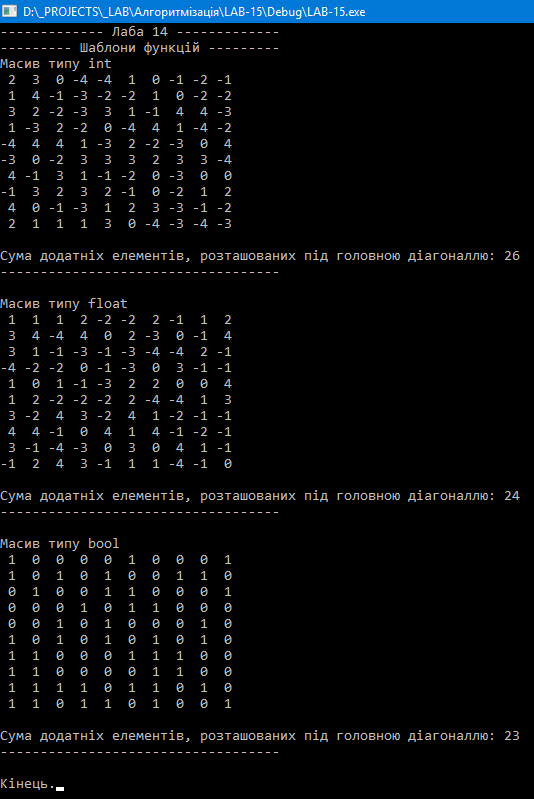 D:\_PROJECTS\_LAB\Алгоритмізація\LAB-15\Debug\LAB-15.exe
------------- Лаба 14 -------------
--------- Шаблони функцій ---------
Масив типу int
 2  3  0 -4 -4  1  0 -1 -2 -1
 1  4 -1 -3 -2 -2  1  0 -2 -2
 3  2 -2 -3  3  1 -1  4  4 -3
 1 -3  2 -2  0 -4  4  1 -4 -2
-4  4  4  1 -3  2 -2 -3  0  4
-3  0 -2  3  3  3  2  3  3 -4
 4 -1  3  1 -1 -2  0 -3  0  0
-1  3  2  3  2 -1  0 -2  1  2
 4  0 -1 -3  1  2  3 -3 -1 -2
 2  1  1  1  3  0 -4 -3 -4 -3
Сума додатніх елементів, розташованих під головною діагоналлю: 26
-----------------------------------
Масив типу float
 1  1  1  2 -2 -2  2 -1  1  2
 3  4 -4  4  0  2 -3  0 -1  4
 3  1 -1 -3 -1 -3 -4 -4  2 -1
-4 -2 -2  0 -1 -3  0  3 -1 -1
 1  0  1 -1 -3  2  2  0  0  4
 1  2 -2 -2 -2  2 -4 -4  1  3
 3 -2  4  3 -2  4  1 -2 -1 -1
 4  4 -1  0  4  1  4 -1 -2 -1
 3 -1 -4 -3  0  3  0  4  1 -1
-1  2  4  3 -1  1  1 -4 -1  0
Сума додатніх елементів, розташованих під головною діагоналлю: 24
-----------------------------------
Масив типу bool
 1  0  0  0  0  1  0  0  0  1
 1  0  1  0  1  0  0  1  1  0
 0  1  0  0  1  1  0  0  0  1
 0  0  0  1  0  1  1  0  0  0
 0  0  1  0  1  0  0  0  1  0
 1  0  1  0  1  0  1  0  1  0
 1  1  0  0  0  1  1  1  0  0
 1  1  0  0  0  0  1  1  0  0
 1  1  1  1  0  1  1  0  1  0
 1  1  0  1  1  0  1  0  0  1
Сума додатніх елементів, розташованих під головною діагоналлю: 23
-----------------------------------
Кінець.